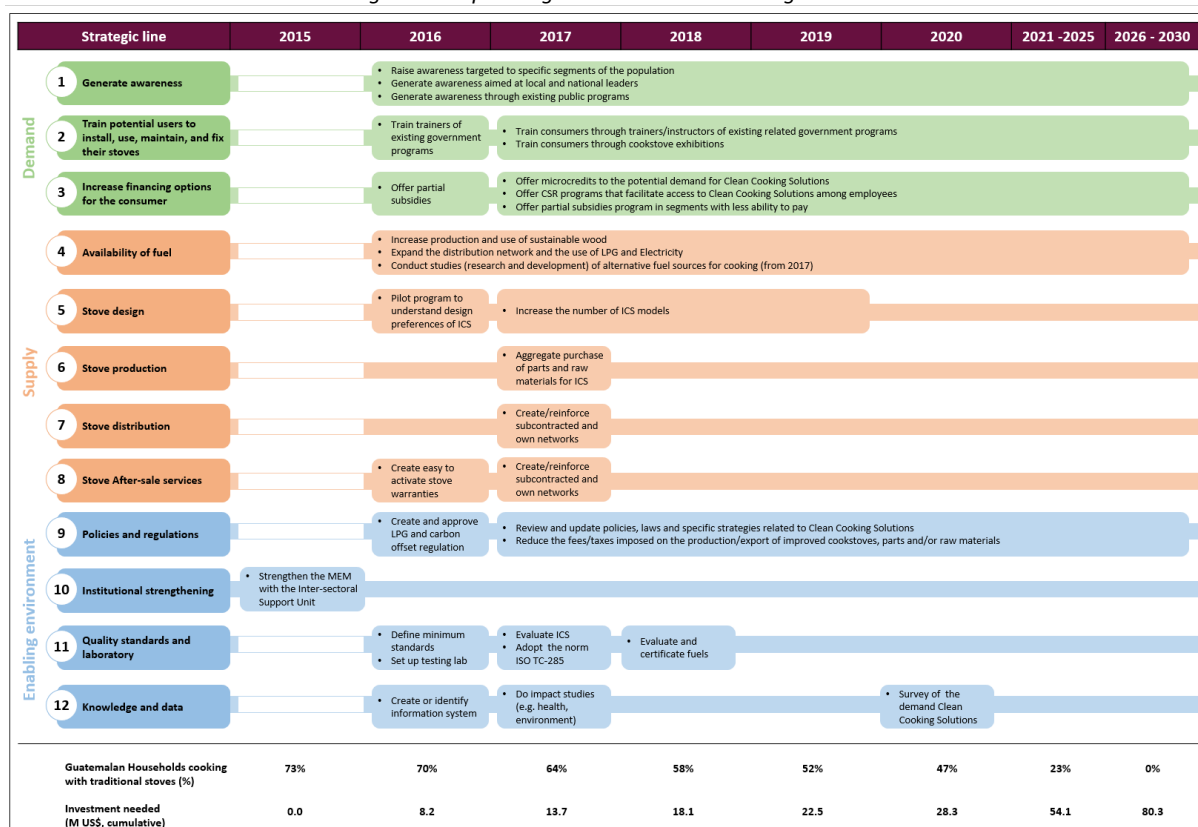 Strategic line 2015 2016 2017 2018 2019 2020 2021 -2025 2026 - 2030
Demand
1 Generate awareness
• Raise awareness targeted to specific segments of the population
• Generate awareness aimed at local and national leaders
• Generate awareness through existing public programs
2 Train potential users to
install, use, maintain, and fix
their stoves
• Train trainers of
existing government
programs
• Train consumers through trainers/instructors of existing related government programs
• Train consumers through cookstove exhibitions
3 Increase financing options
for the consumer
• Offer partial
subsidies
• Offer microcredits to the potential demand for Clean Cooking Solutions
• Offer CSR programs that facilitate access to Clean Cooking Solutions among employees
• Offer partial subsidies program in segments with less ability to pay
Supply
4 Availability of fuel
• Increase production and use of sustainable wood
• Expand the distribution network and the use of LPG and Electricity
• Conduct studies (research and development) of alternative fuel sources for cooking (from 2017)
5 Stove design
• Pilot program to
understand design
preferences of ICS
• Increase the number of ICS models
6 Stove production
• Aggregate purchase
of parts and raw
materials for ICS
7 Stove distribution
• Create/reinforce
subcontracted and
own networks
8 Stove After-sale services
• Create easy to
activate stove
warranties
• Create/reinforce
subcontracted and
own networks
Enabling environment
9 Policies and regulations
• Create and approve
LPG and carbon
offset regulation
• Review and update policies, laws and specific strategies related to Clean Cooking Solutions
• Reduce the fees/taxes imposed on the production/export of improved cookstoves, parts and/or raw materials
10 Institutional strengthening
• Strengthen the MEM
with the Inter-sectoral
Support Unit
11 Quality standards and
laboratory
• Define minimum
standards
• Set up testing lab
• Evaluate ICS
• Adopt the norm
ISO TC-285
• Evaluate and
certificate fuels
12 Knowledge and data
• Create or identify
information system
• Do impact studies
(e.g. health,
environment)
• Survey of the
demand Clean
Cooking Solutions
Guatemalan Households cooking
with traditional stoves (%)
73% 70% 64% 58% 52% 47% 23% 0%
Investment needed
(M US$, cumulative)
0.0 8.2 13.7 18.1 22.5 28.3 54.1 80.3